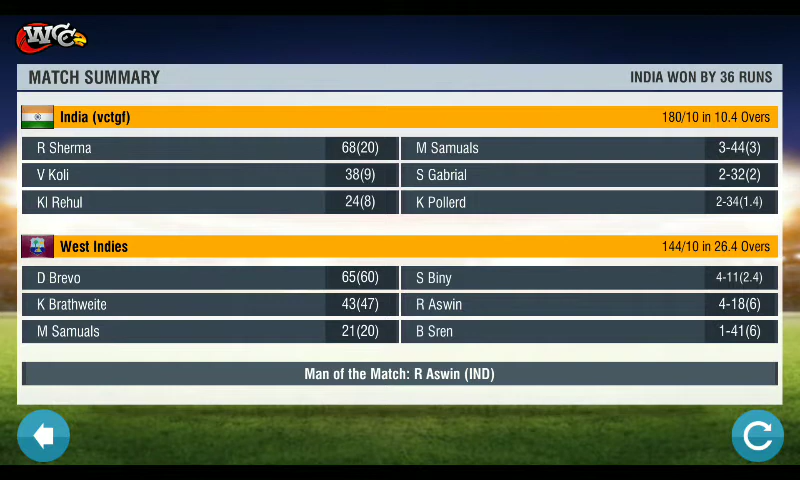 WCC
MATCH SUMMARY INDIA WON BY 36 RUNS
India (vctgf) 180/10 in 10.4 Overs
R Sherma 68(20) M Samuals 3-44(3)
V Koli 38(9) S Gabrial 2-32(2)
Kl Rehul 24(8) K Pollerd 2-34(1.4)
West Indies 144/10 in 26.4 Overs
D Brevo 65(60) S Biny 4-11(2.4)
K Brathweite 43(47) R Aswin 4-18(6)
M Samuals 21(20) B Sren 1-41(6)
Man of the Match: R Aswin (IND)